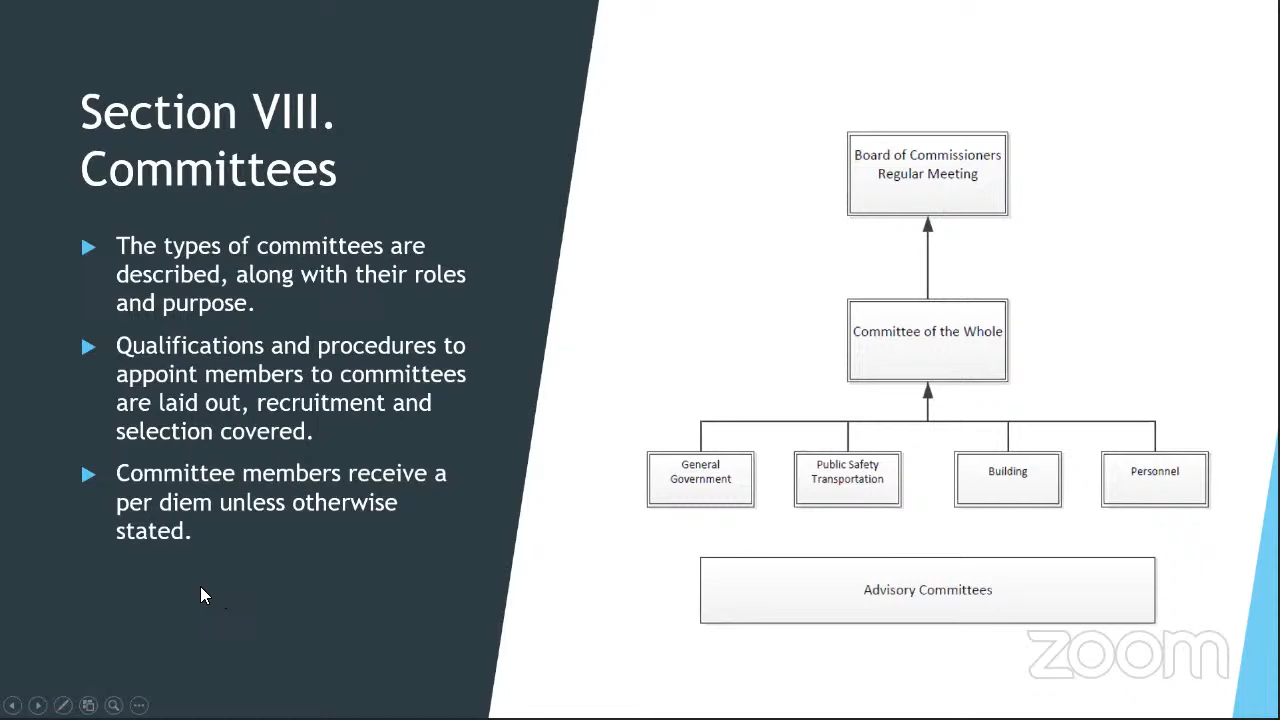 Section VIII.
Committees
The types of committees are
described, along with their roles
and purpose.
Qualifications and procedures to
appoint members to committees
are laid out, recruitment and
selection covered.
Committee members receive a
per diem unless otherwise
stated.
Board of Commissioners
Regular Meeting
Committee of the Whole
General
Government
Public Safety
Transportation
Building
Personnel
Advisory Committees
zoom